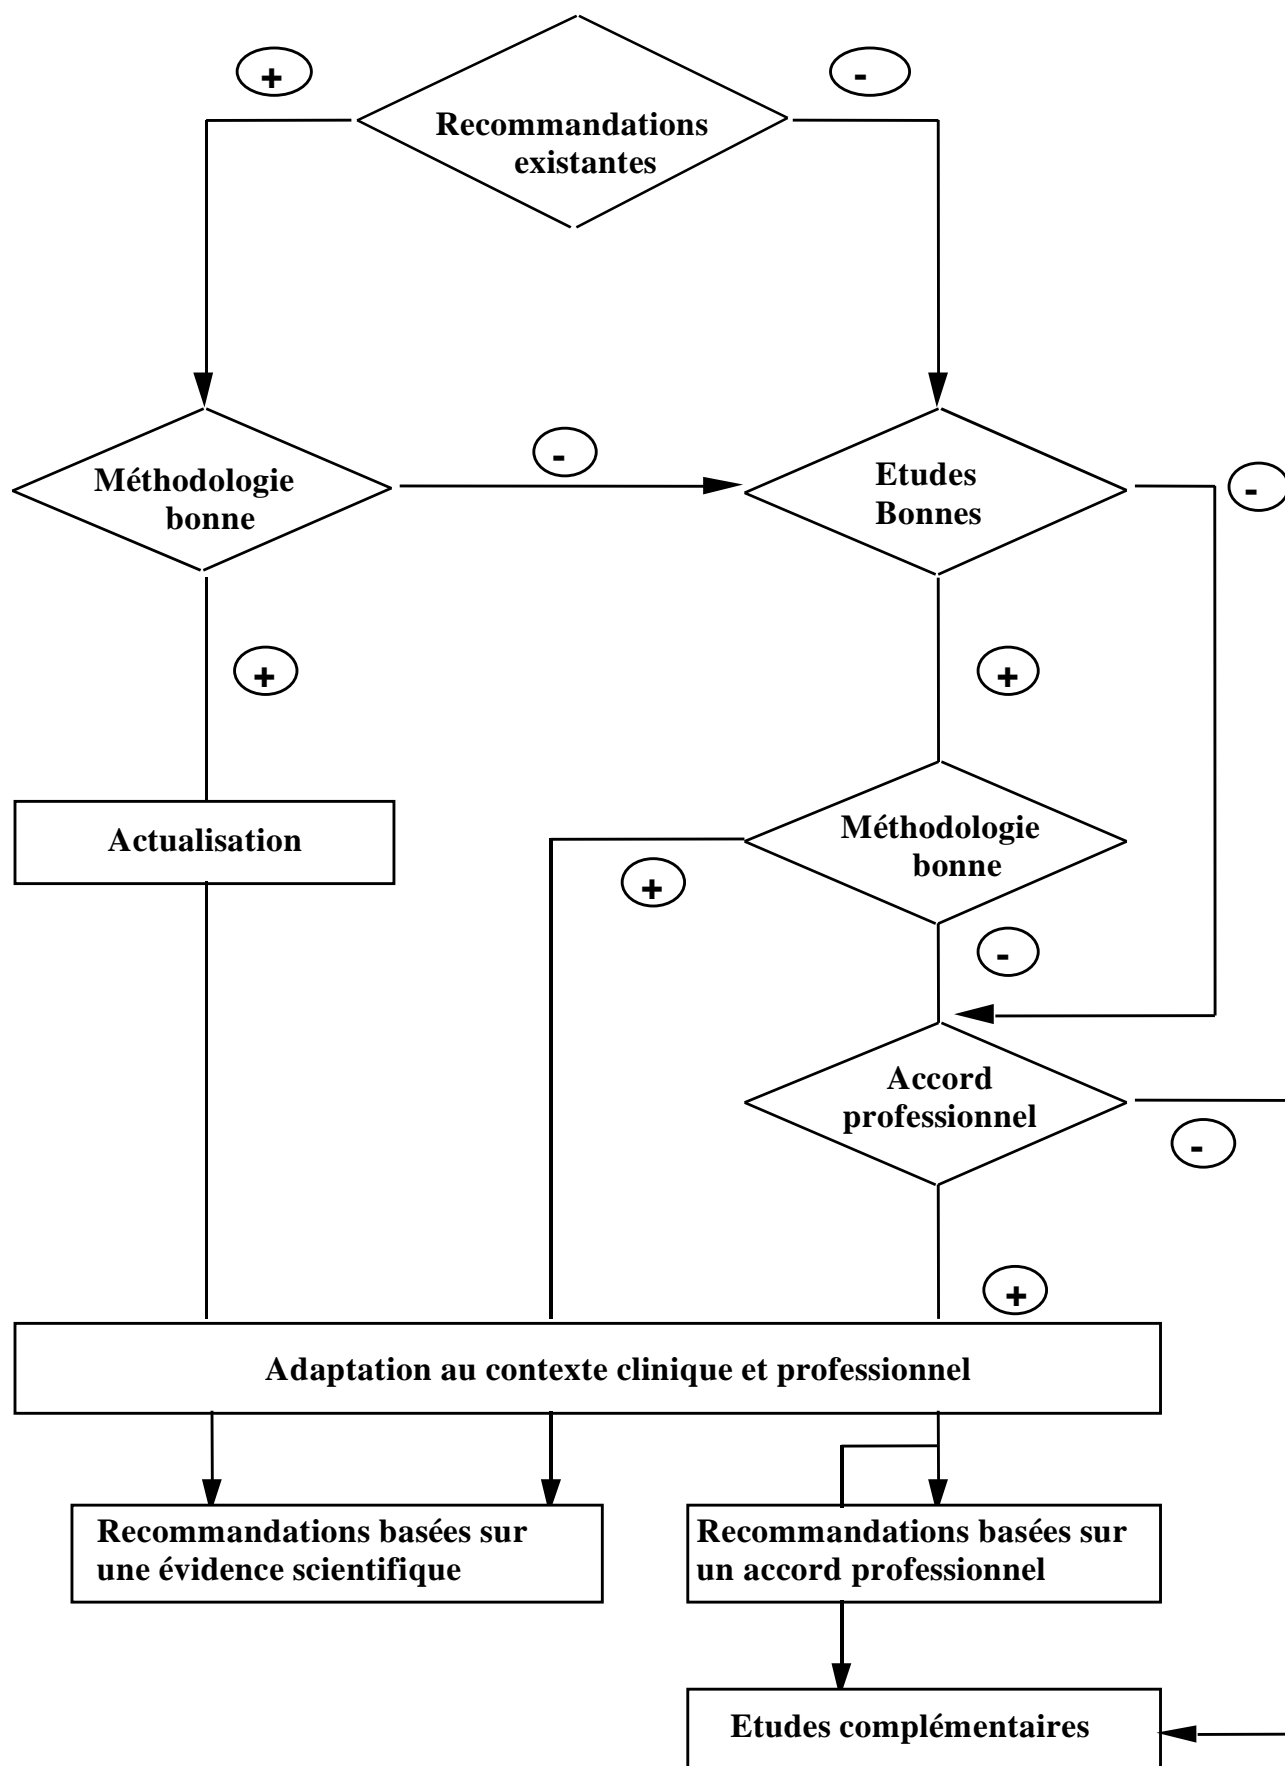 +
-
Recommandations
existantes
Méthodologie
bonne
-
Etudes
Bonnes
-
+
+
Actualisation
Méthodologie
bonne
+
-
Accord
professionnel
-
+
Adaptation au contexte clinique et professionnel
Recommandations basées sur
une évidence scientifique
Recommandations basées sur
un accord professionnel
Etudes complémentaires